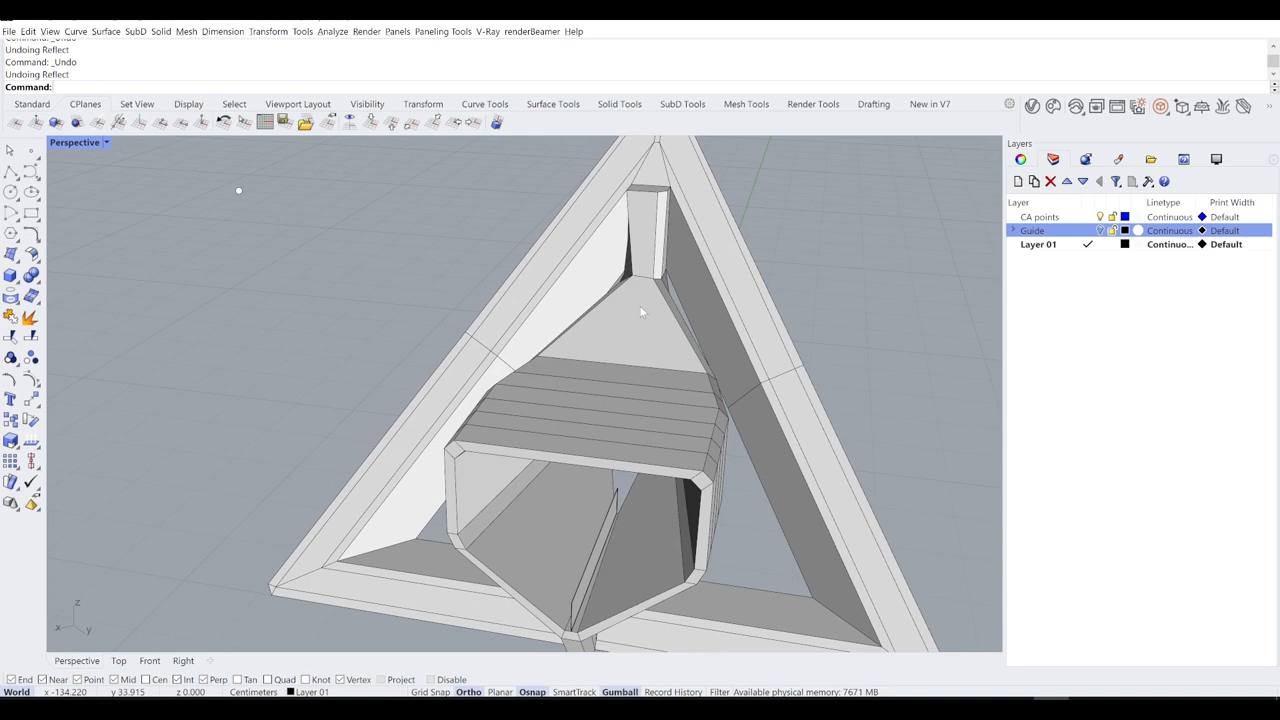 File Edit View Curve Surface SubD Solid Mesh Dimension Transform Tools Analyze Render Panels Paneling Tools V-Ray renderBeamer Help
Undoing Reflect
Command: _Undo
Undoing Reflect
Command:
Standard CPlanes Set View Display Select Viewport Layout Visibility Transform Curve Tools Surface Tools Solid Tools SubD Tools Mesh Tools Render Tools Drafting New in V7
Perspective
Layers
Layer Linetype Print Width
CA points Continuous Default
Guide Continuous Default
Layer 01 Continuo... Default
z
x y
Perspective Top Front Right
End Near Point Mid Cen Int Perp Tan Quad Knot Vertex Project Disable
World x -134.220 y 33.915 z 0.000 Centimeters Layer 01 Grid Snap Ortho Planar Osnap SmartTrack Gumball Record History Filter Available physical memory: 7671 MB